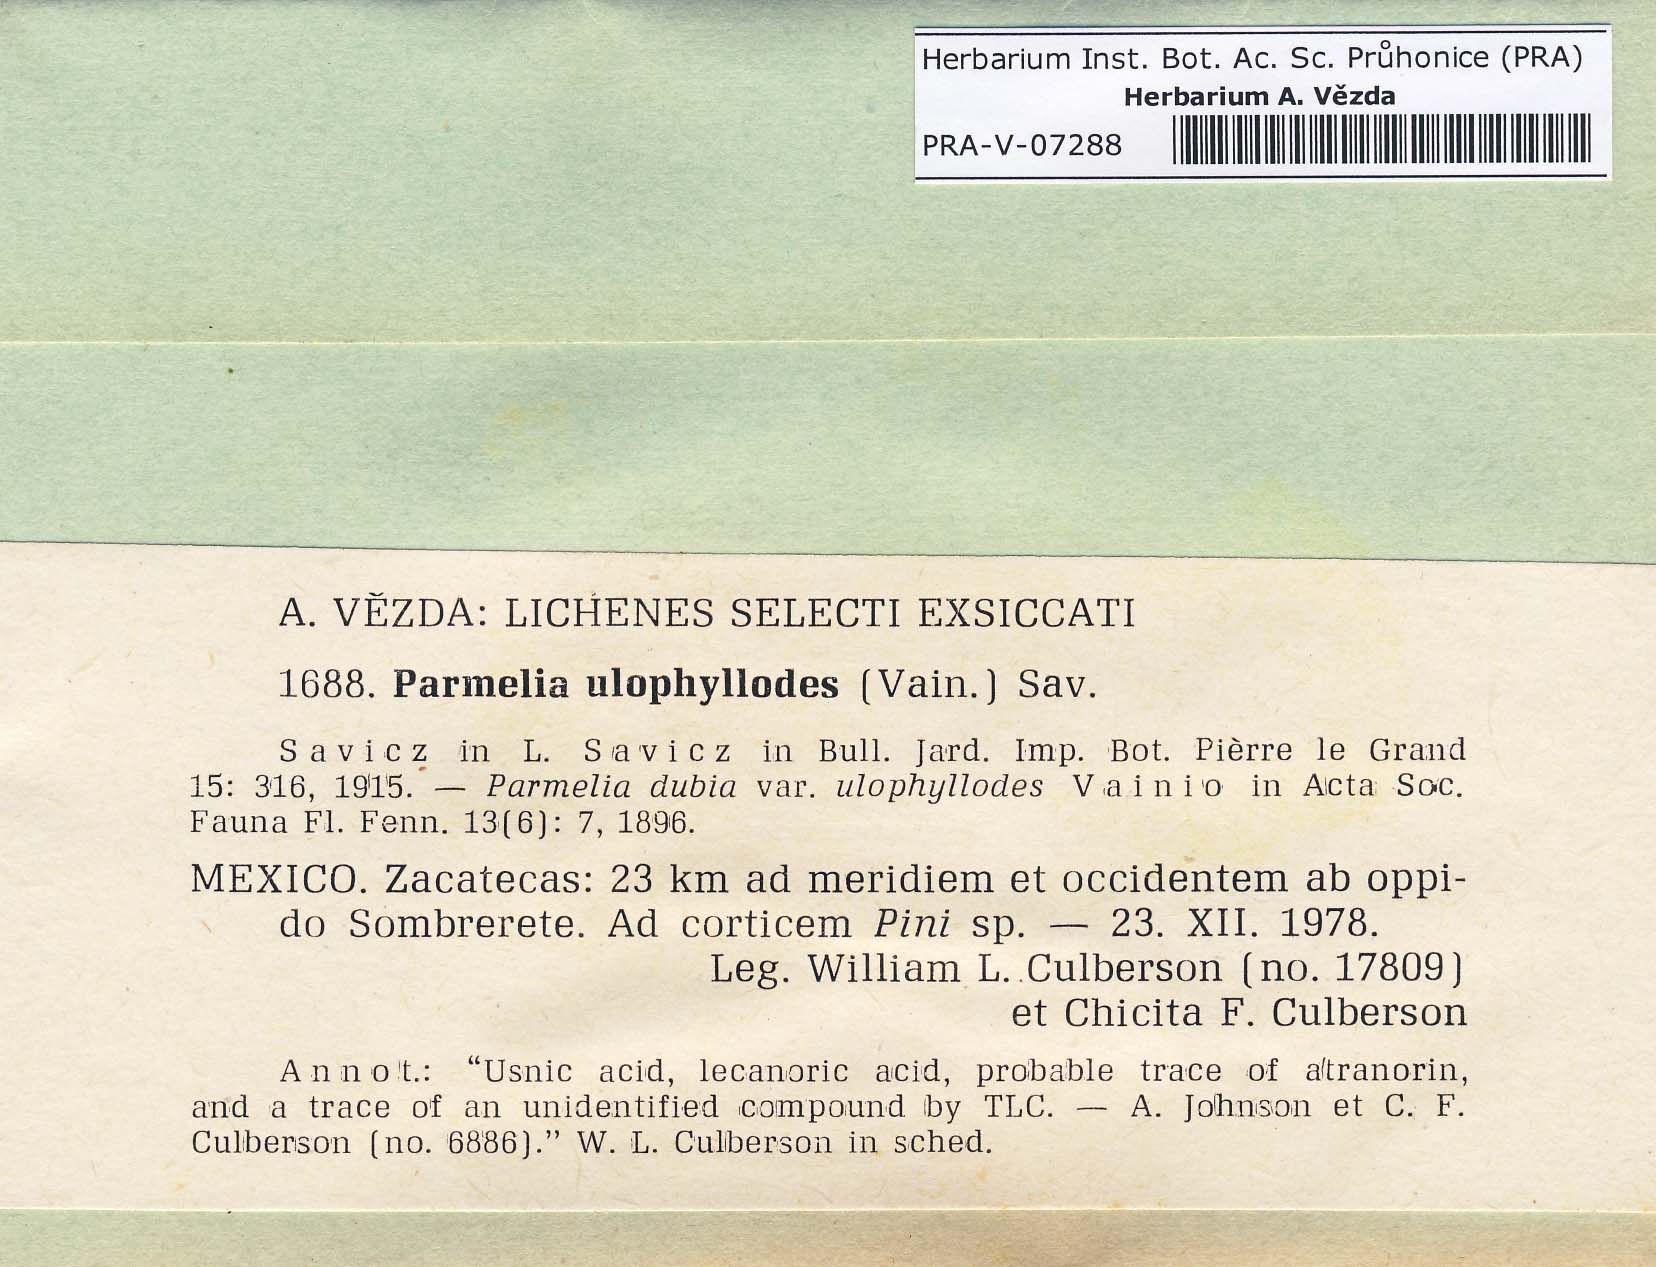 Herbarium Inst. Bot. Ac. Sc. Průhonice (PRA)
Herbarium A. Vězda
PRA-V-07288
A. VĚZDA: LICHENES SELECTI EXSICCATI
1688. Parmelia ulophyllodes (Vain.) Sav.
Savicz in L. Savicz in Bull. Jard. Imp. Bot. Pièrre le Grand
15: 316, 1915. — Parmelia dubia var. ulophyllodes Vainio in Acta Soc.
Fauna Fl. Fenn. 13(6): 7, 1896.
MEXICO. Zacatecas: 23 km ad meridiem et occidentem ab oppi-
do Sombrerete. Ad corticem Pini sp. — 23. XII. 1978.
Leg. William L. Culberson (no. 17809)
et Chicita F. Culberson
Annot.: “Usnic acid, lecanoric acid, probable trace of atranorin,
and a trace of an unidentified compound by TLC. — A. Johnson et C. F.
Culberson (no. 6886).” W. L. Culberson in sched.